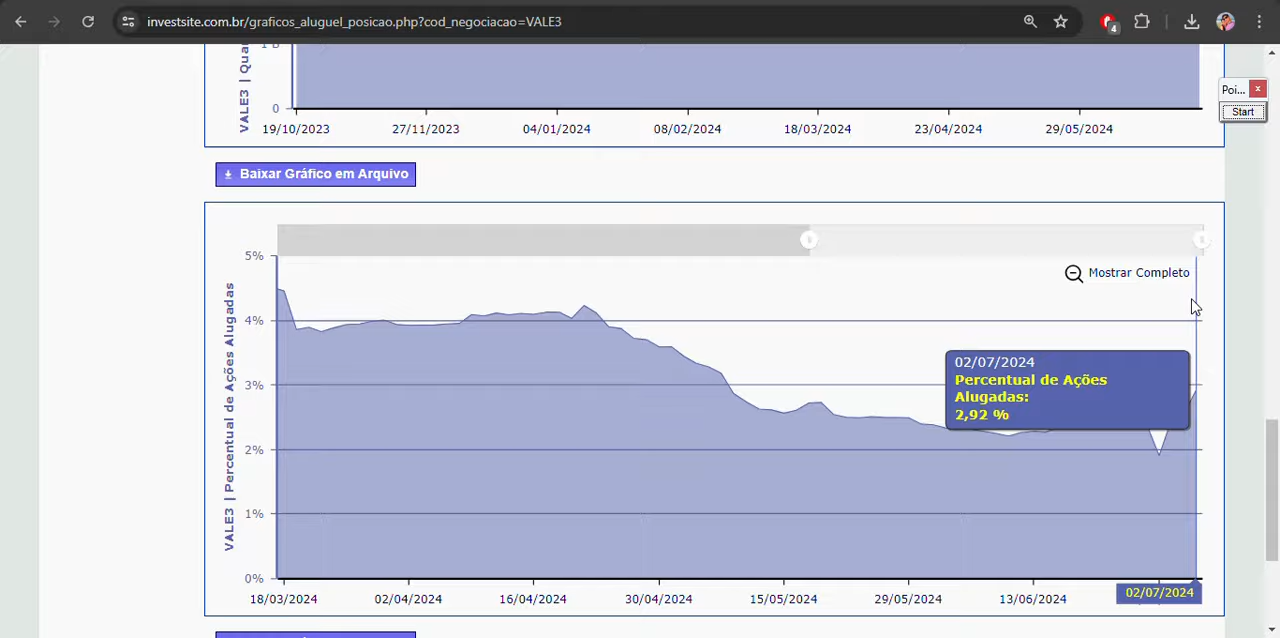 investsite.com.br/graficos_aluguel_posicao.php?cod_negociacao=VALE3
4
Poi...
x
Start
VALE3 | Qua
0
19/10/2023 27/11/2023 04/01/2024 08/02/2024 18/03/2024 23/04/2024 29/05/2024
Baixar Gráfico em Arquivo
Mostrar Completo
VALE3 | Percentual de Ações Alugadas
5%
4%
3%
2%
1%
0%
02/07/2024
Percentual de Ações
Alugadas:
2,92 %
18/03/2024 02/04/2024 16/04/2024 30/04/2024 15/05/2024 29/05/2024 13/06/2024 02/07/2024